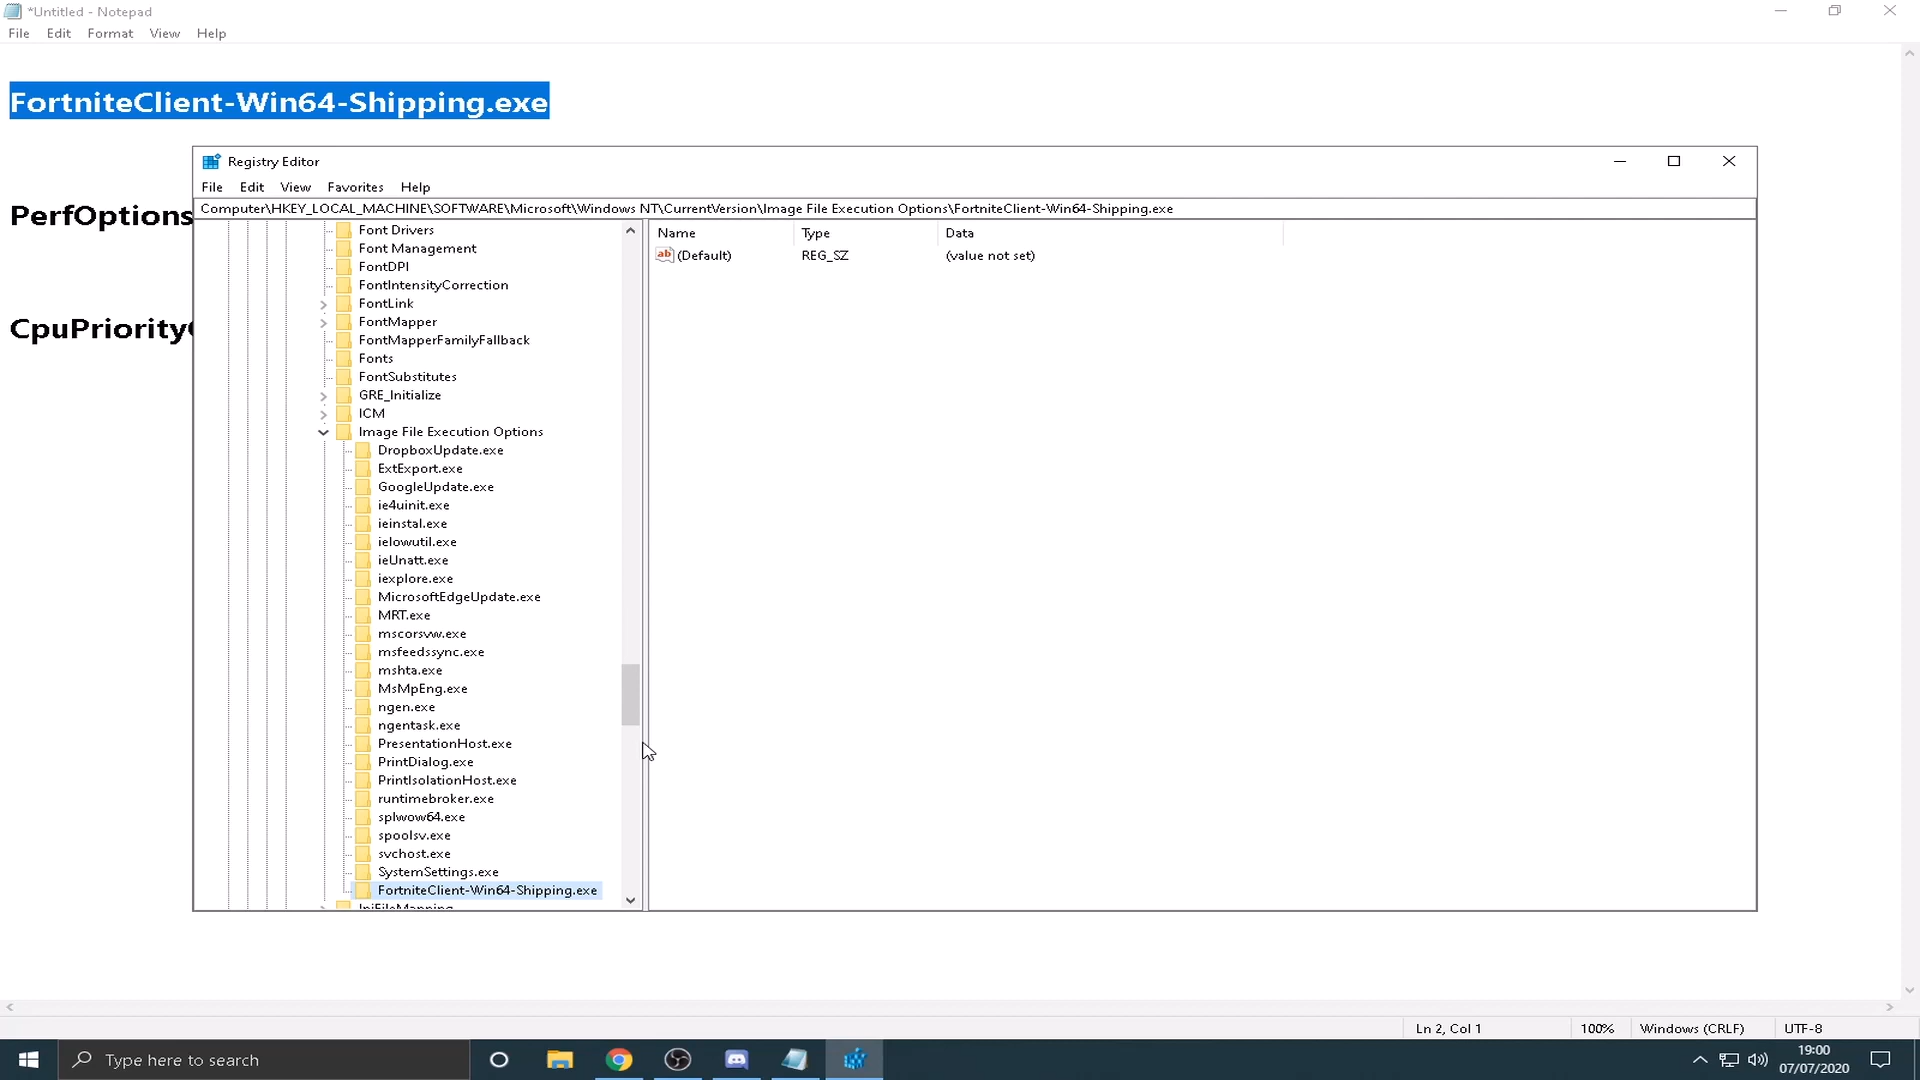 *Untitled - Notepad
File Edit Format View Help
FortniteClient-Win64-Shipping.exe
PerfOptions
Registry Editor
File Edit View Favorites Help
Computer\HKEY_LOCAL_MACHINE\SOFTWARE\Microsoft\Windows NT\CurrentVersion\Image File Execution Options\FortniteClient-Win64-Shipping.exe
Font Drivers
Font Management
FontDPI
FontIntensityCorrection
FontLink
FontMapper
FontMapperFamilyFallback
Fonts
FontSubstitutes
GRE_Initialize
ICM
Image File Execution Options
DropboxUpdate.exe
ExtExport.exe
GoogleUpdate.exe
ie4uinit.exe
ieinstal.exe
ielowutil.exe
ieUnatt.exe
iexplore.exe
MicrosoftEdgeUpdate.exe
MRT.exe
mscorsvw.exe
msfeedssync.exe
mshta.exe
MsMpEng.exe
ngen.exe
ngentask.exe
PresentationHost.exe
PrintDialog.exe
PrintIsolationHost.exe
runtimebroker.exe
splwow64.exe
spoolsv.exe
svchost.exe
SystemSettings.exe
FortniteClient-Win64-Shipping.exe
IniFileMapping
Name Type Data
ab (Default) REG_SZ (value not set)
CpuPriority
Ln 2, Col 1 100% Windows (CRLF) UTF-8
Type here to search
19:00
07/07/2020